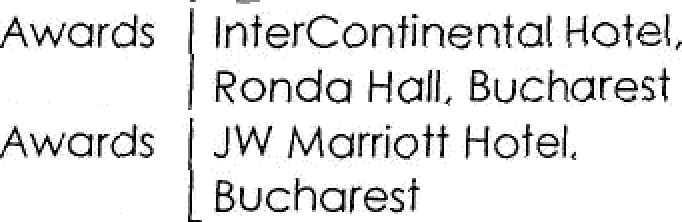 Awards | InterContinental Hotel,
Ronda Hall, Bucharest
Awards | JW Marriott Hotel,
Bucharest